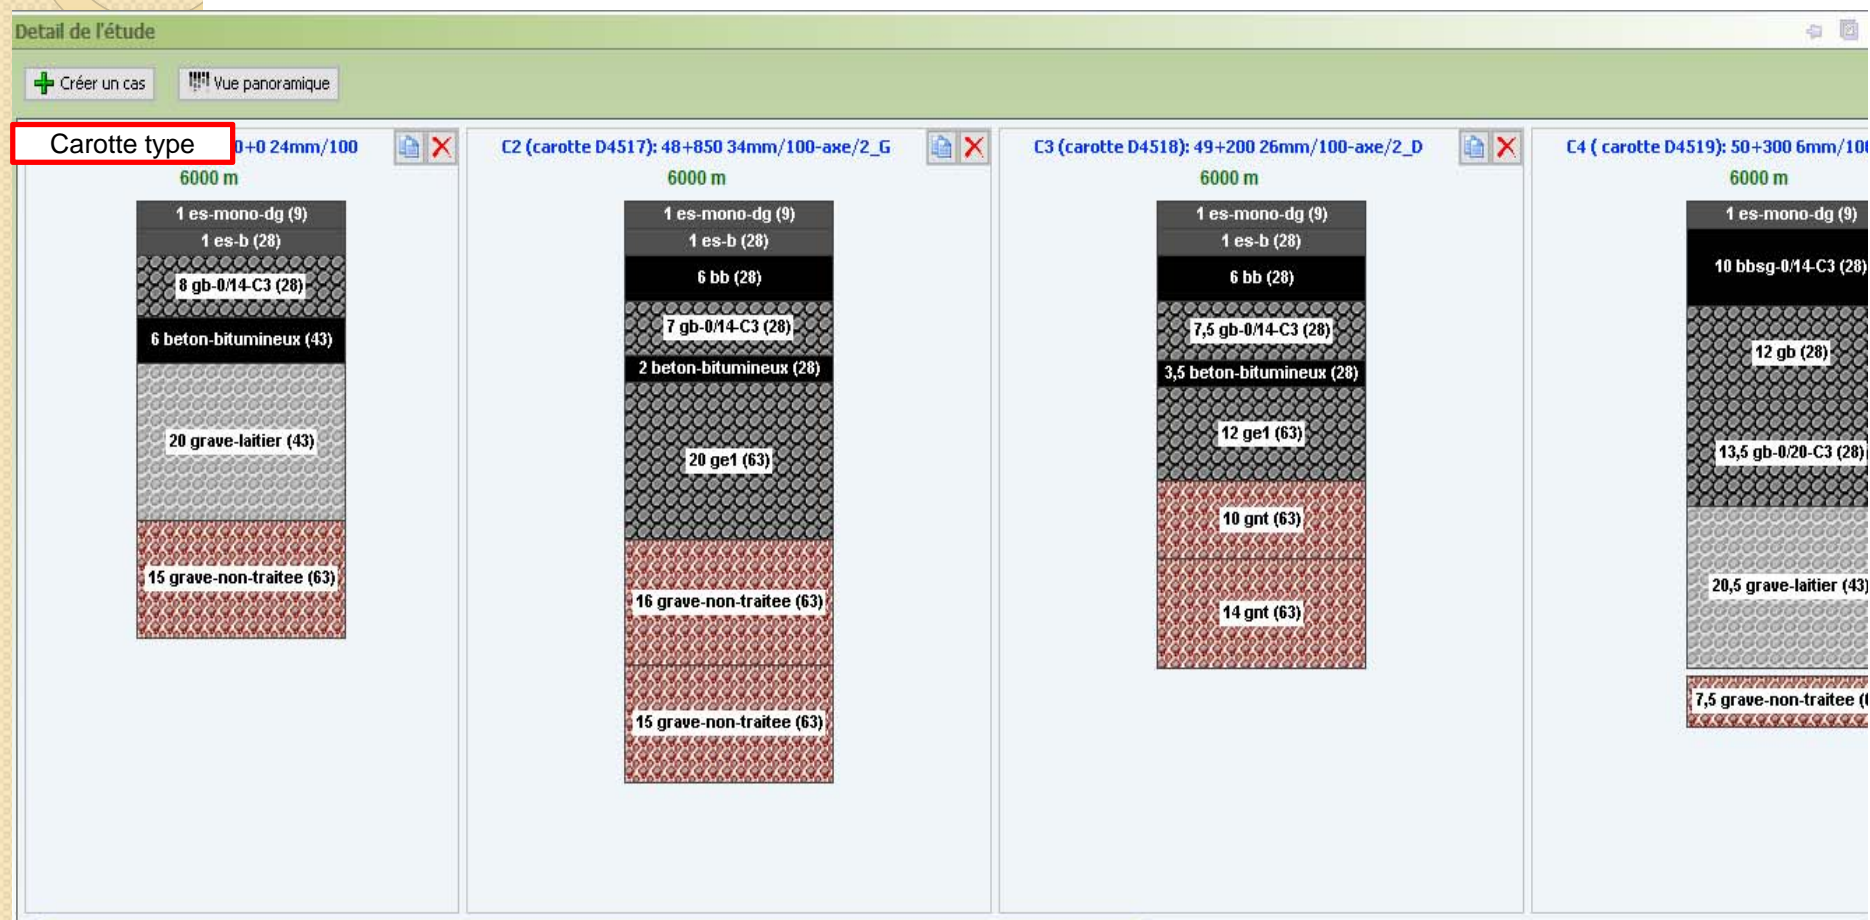 Detail de l'étude
Créer un cas
Vue panoramique
Carotte type
0+0 24mm/100
6000 m
1 es-mono-dg (9)
1 es-b (28)
8 gb-0/14-C3 (28)
6 beton-bitumineux (43)
20 grave-laitier (43)
15 grave-non-traitee (63)
C2 (carotte D4517): 48+850 34mm/100-axe/2_G
6000 m
1 es-mono-dg (9)
1 es-b (28)
6 bb (28)
7 gb-0/14-C3 (28)
2 beton-bitumineux (28)
20 ge1 (63)
16 grave-non-traitee (63)
15 grave-non-traitee (63)
C3 (carotte D4518): 49+200 26mm/100-axe/2_D
6000 m
1 es-mono-dg (9)
1 es-b (28)
6 bb (28)
7,5 gb-0/14-C3 (28)
3,5 beton-bitumineux (28)
12 ge1 (63)
10 gnt (63)
14 gnt (63)
C4 ( carotte D4519): 50+300 6mm/100
6000 m
1 es-mono-dg (9)
10 bbsg-0/14-C3 (28)
12 gb (28)
13,5 gb-0/20-C3 (28)
20,5 grave-laitier (43)
7,5 grave-non-traitee (